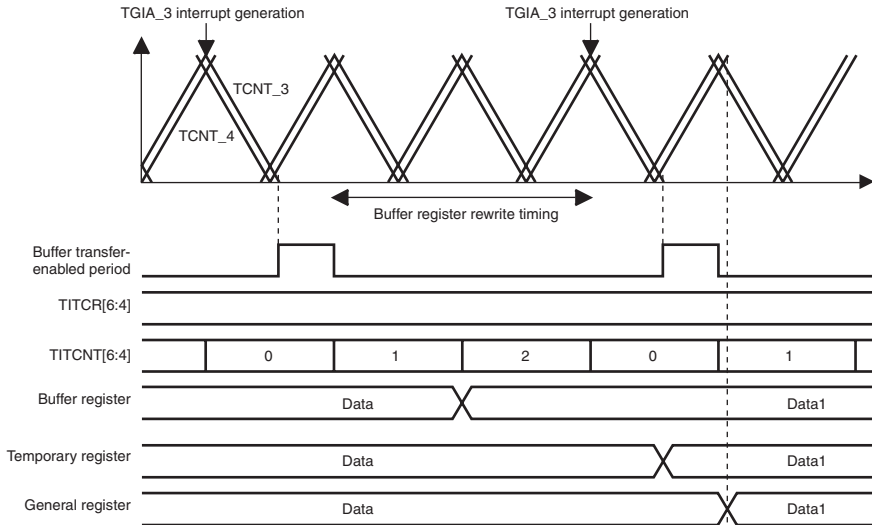 TGIA_3 interrupt generation
TGIA_3 interrupt generation
TCNT_3
TCNT_4
Buffer register rewrite timing
Buffer transfer-
enabled period
TITCR[6:4]
TITCNT[6:4]
0
1
2
0
1
Buffer register
Data
Data1
Temporary register
Data
Data1
General register
Data
Data1